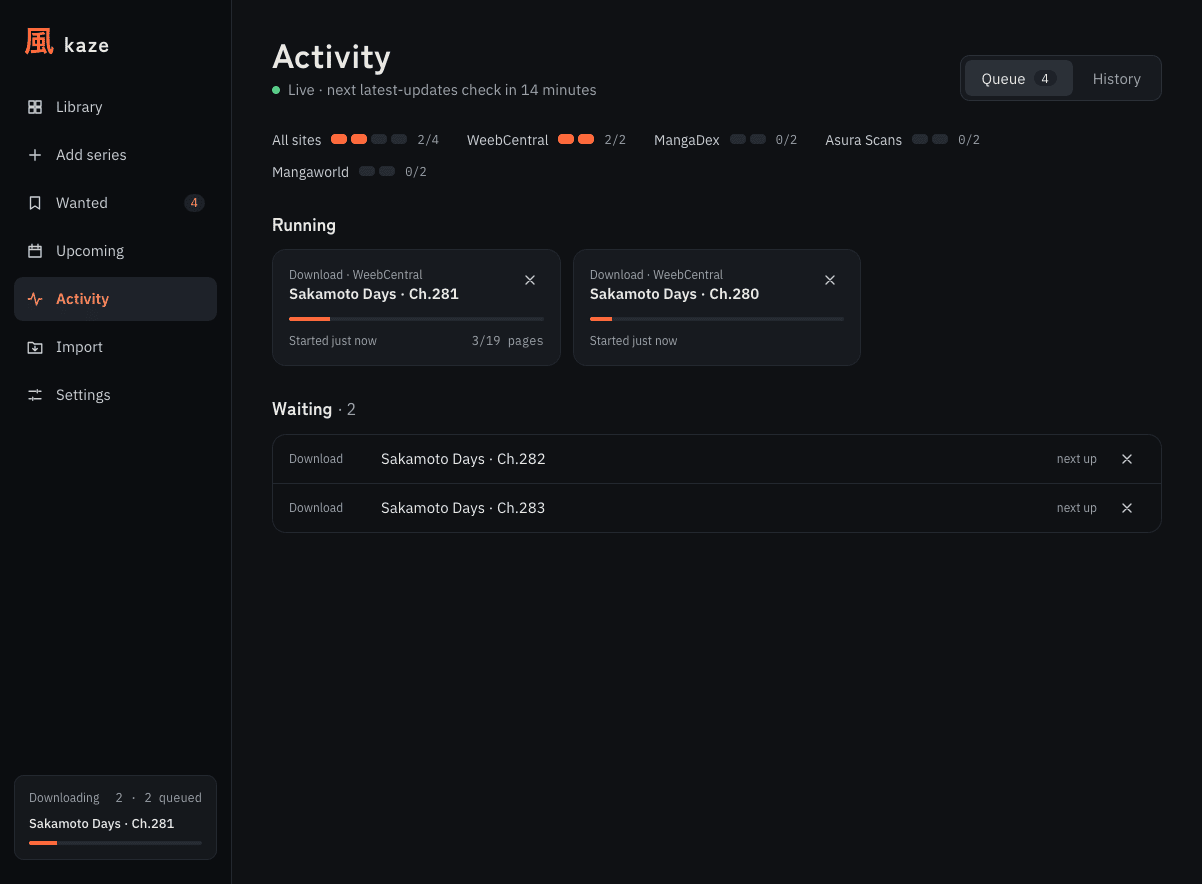 風 kaze
Library
Add series
Wanted 4
Upcoming
Activity
Import
Settings
Downloading 2 · 2 queued
Sakamoto Days · Ch.281
Activity
Live · next latest-updates check in 14 minutes
Queue 4 History
All sites 2/4 WeebCentral 2/2 MangaDex 0/2 Asura Scans 0/2
Mangaworld 0/2
Running
Download · WeebCentral
Sakamoto Days · Ch.281
Started just now 3/19 pages
Download · WeebCentral
Sakamoto Days · Ch.280
Started just now
Waiting · 2
Download Sakamoto Days · Ch.282 next up
Download Sakamoto Days · Ch.283 next up